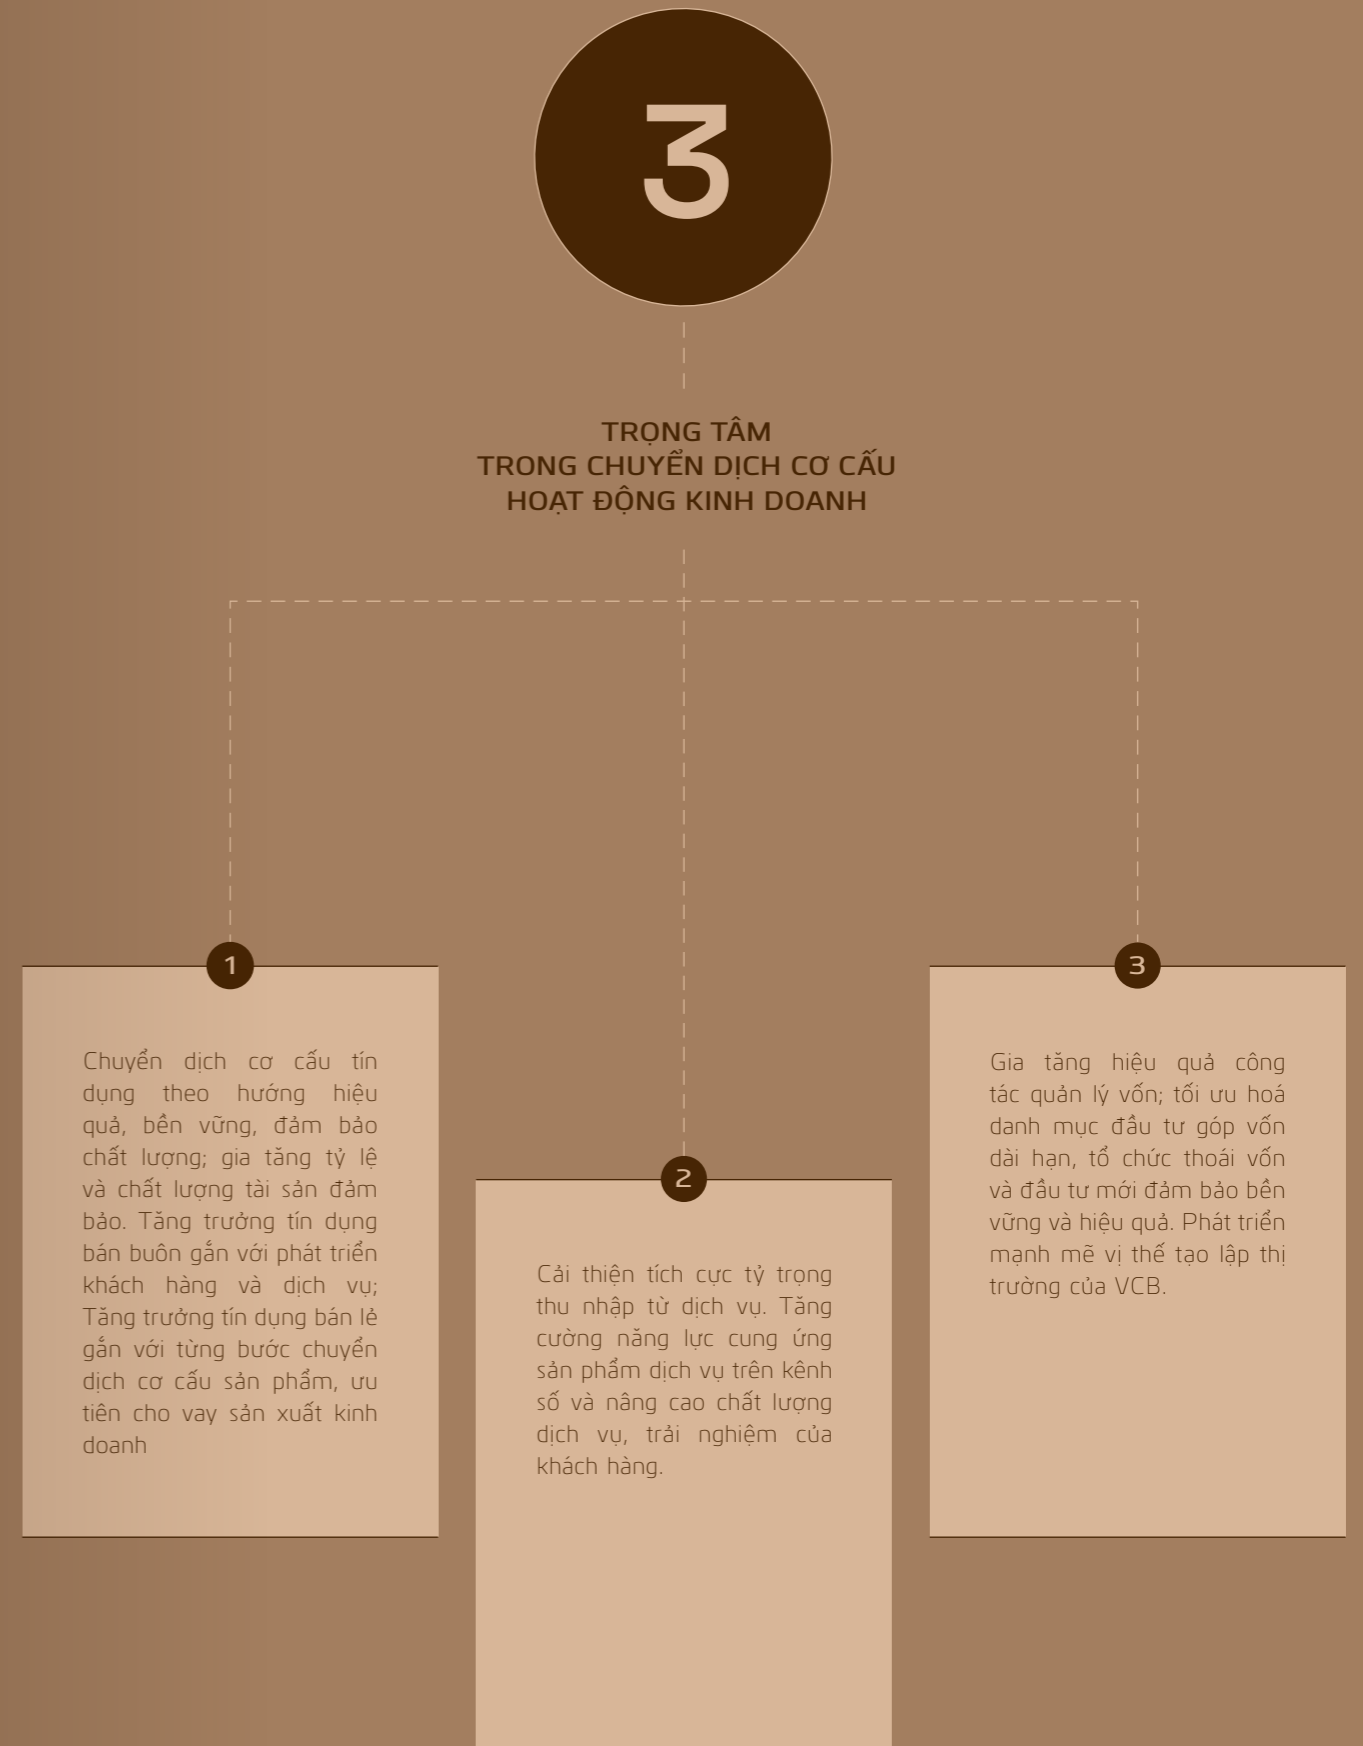 3
TRỌNG TÂM
TRONG CHUYỂN DỊCH CƠ CẤU
HOẠT ĐỘNG KINH DOANH
1
Chuyển dịch cơ cấu tín
dụng theo hướng hiệu
quả, bền vững, đảm bảo
chất lượng; gia tăng tỷ lệ
và chất lượng tài sản đảm
bảo. Tăng trưởng tín dụng
bán buôn gắn với phát triển
khách hàng và dịch vụ;
Tăng trưởng tín dụng bán lẻ
gắn với từng bước chuyển
dịch cơ cấu sản phẩm, ưu
tiên cho vay sản xuất kinh
doanh
2
Cải thiện tích cực tỷ trọng
thu nhập từ dịch vụ. Tăng
cường năng lực cung ứng
sản phẩm dịch vụ trên kênh
số và nâng cao chất lượng
dịch vụ, trải nghiệm của
khách hàng.
3
Gia tăng hiệu quả công
tác quản lý vốn; tối ưu hoá
danh mục đầu tư góp vốn
dài hạn, tổ chức thoái vốn
và đầu tư mới đảm bảo bền
vững và hiệu quả. Phát triển
mạnh mẽ vị thế tạo lập thị
trường của VCB.